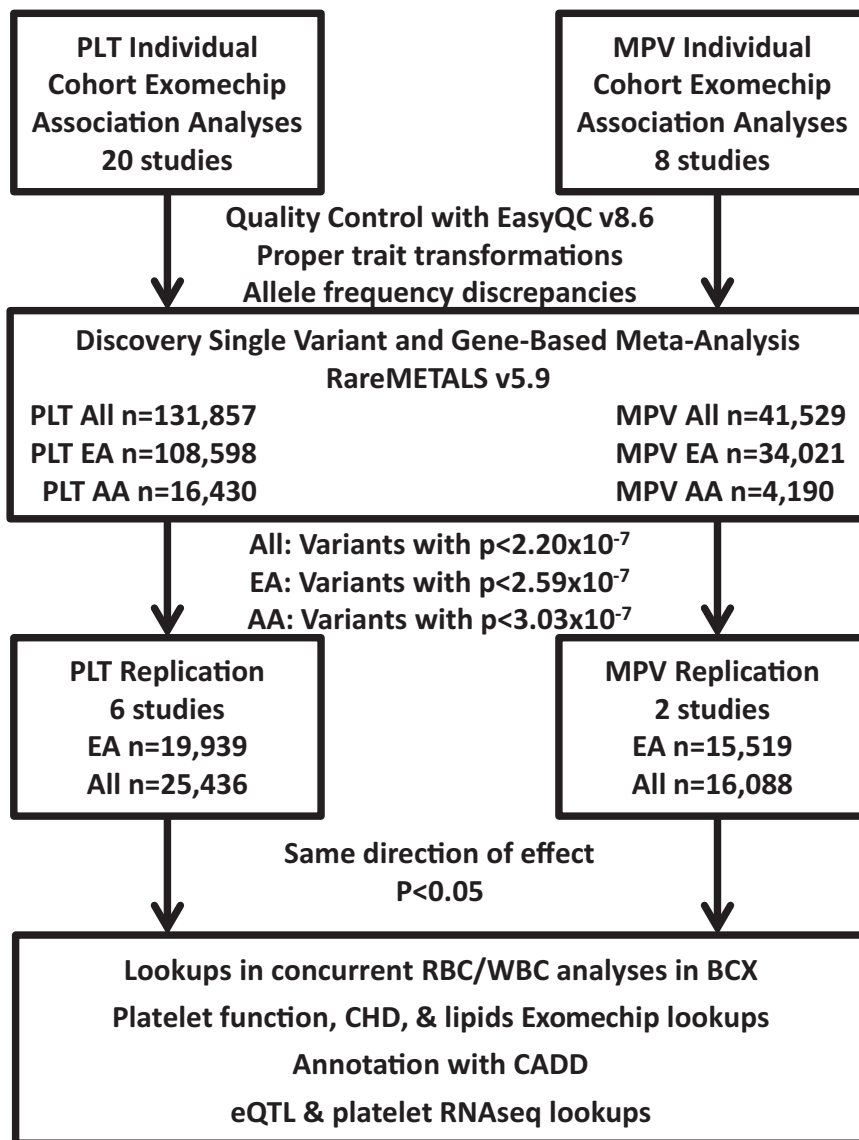 PLT Individual
Cohort Exomechip
Association Analyses
20 studies
MPV Individual
Cohort Exomechip
Association Analyses
8 studies
Quality Control with EasyQC v8.6
Proper trait transformations
Allele frequency discrepancies
Discovery Single Variant and Gene-Based Meta-Analysis
RareMETALS v5.9
PLT All n=131,857
PLT EA n=108,598
PLT AA n=16,430
MPV All n=41,529
MPV EA n=34,021
MPV AA n=4,190
All: Variants with p<2.20x10⁻⁷
EA: Variants with p<2.59x10⁻⁷
AA: Variants with p<3.03x10⁻⁷
PLT Replication
6 studies
EA n=19,939
All n=25,436
MPV Replication
2 studies
EA n=15,519
All n=16,088
Same direction of effect
P<0.05
Lookups in concurrent RBC/WBC analyses in BCX
Platelet function, CHD, & lipids Exomechip lookups
Annotation with CADD
eQTL & platelet RNAseq lookups